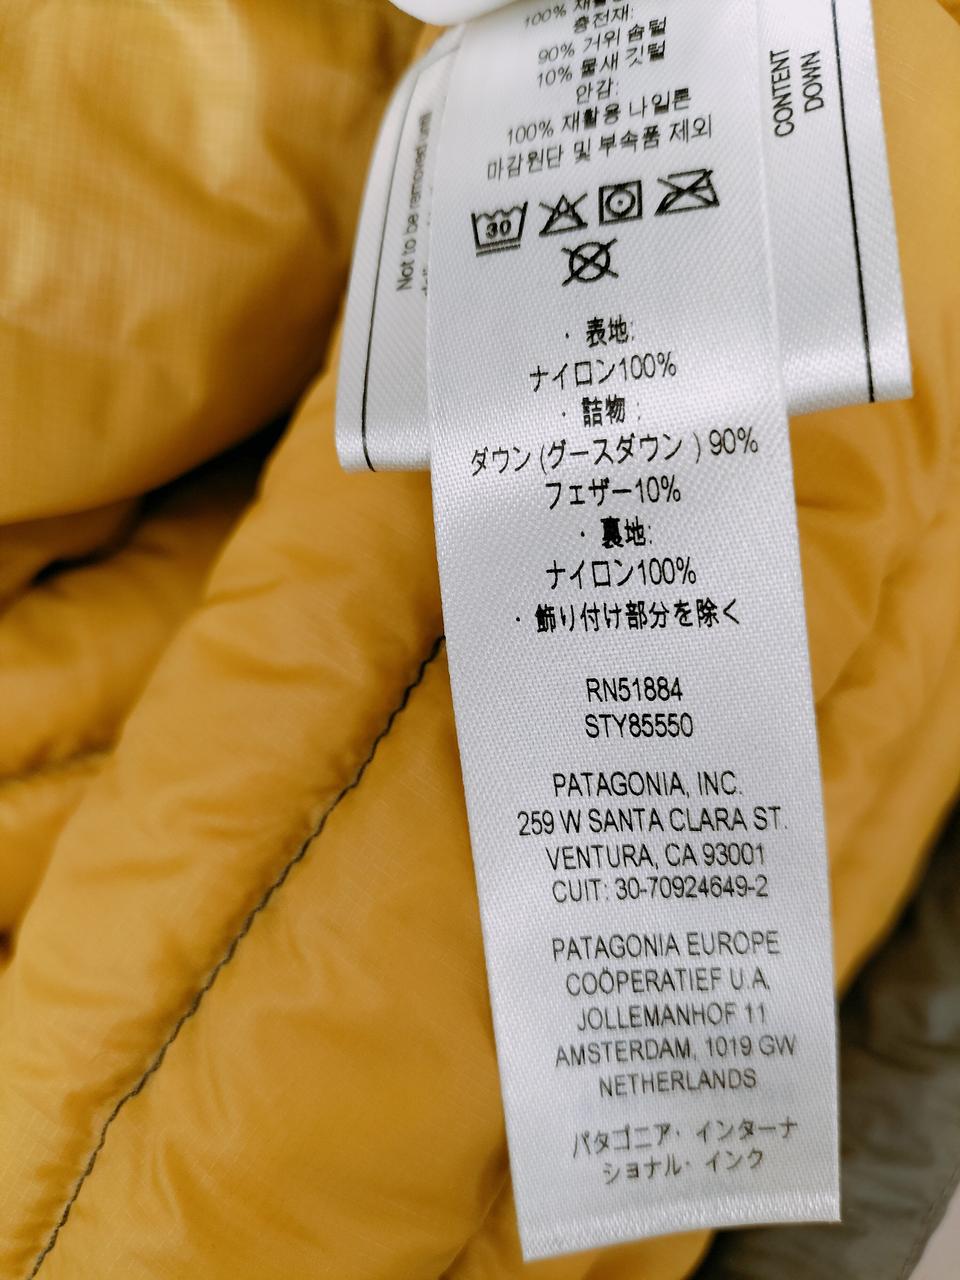 100% 재활
충전재:
90% 거위 솜털
10% 물새 깃털
안감:
100% 재활용 나일론
마감원단 및 부속품 제외
30
・表地:
ナイロン100%
・詰物 :
ダウン (グースダウン ) 90%
フェザー10%
・裏地:
ナイロン100%
・飾り付け部分を除く
RN51884
STY85550
PATAGONIA, INC.
259 W SANTA CLARA ST.
VENTURA, CA 93001
CUIT: 30-70924649-2
PATAGONIA EUROPE
COÖPERATIEF U.A.
JOLLEMANHOF 11
AMSTERDAM, 1019 GW
NETHERLANDS
パタゴニア・インターナ
ショナル・インク
Not to be removed until
CONTENT
DOWN